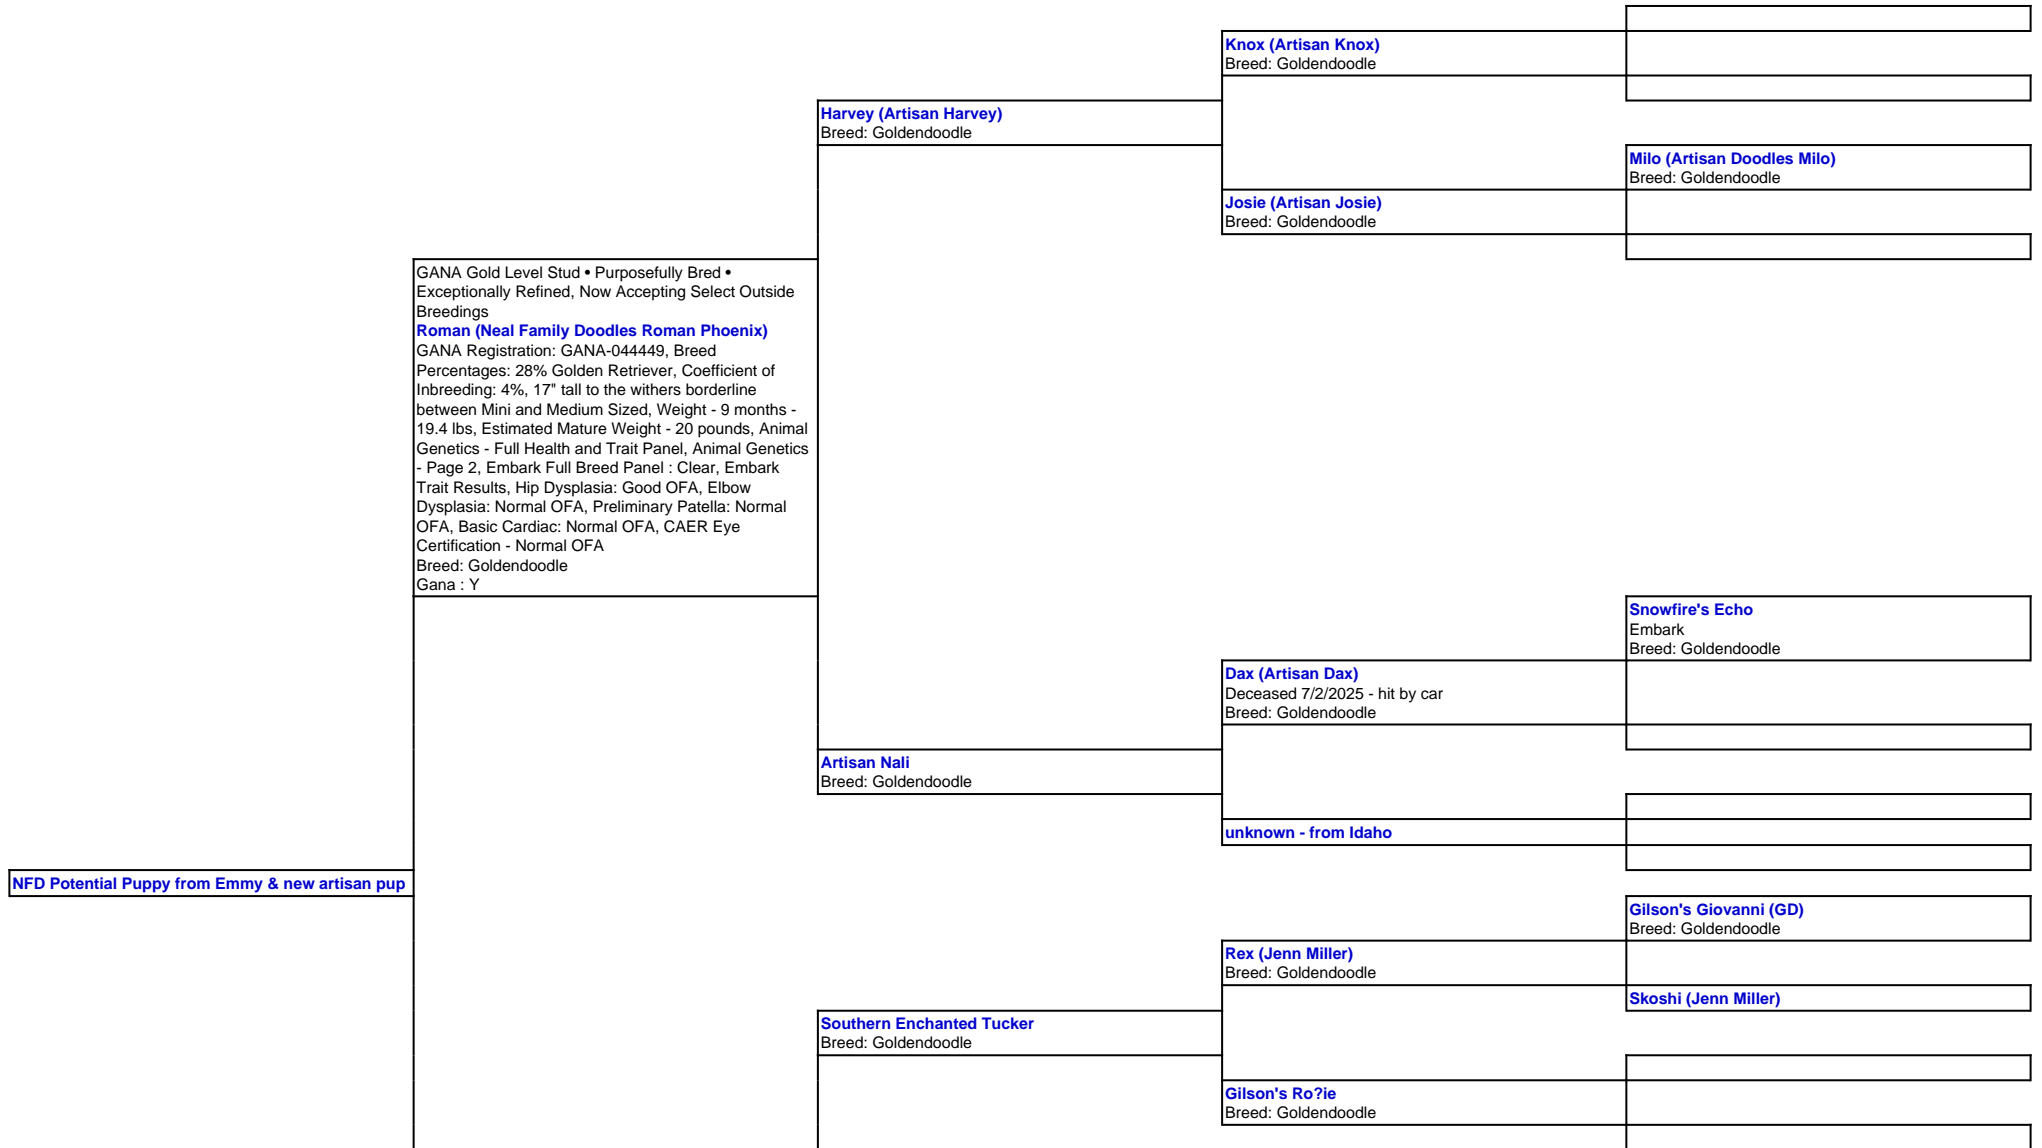 Knox (Artisan Knox)
Breed: Goldendoodle
Harvey (Artisan Harvey)
Breed: Goldendoodle
Milo (Artisan Doodles Milo)
Breed: Goldendoodle
Josie (Artisan Josie)
Breed: Goldendoodle
GANA Gold Level Stud • Purposefully Bred •
Exceptionally Refined, Now Accepting Select Outside
Breedings
Roman (Neal Family Doodles Roman Phoenix)
GANA Registration: GANA-044449, Breed
Percentages: 28% Golden Retriever, Coefficient of
Inbreeding: 4%, 17" tall to the withers borderline
between Mini and Medium Sized, Weight - 9 months -
19.4 lbs, Estimated Mature Weight - 20 pounds, Animal
Genetics - Full Health and Trait Panel, Animal Genetics
- Page 2, Embark Full Breed Panel : Clear, Embark
Trait Results, Hip Dysplasia: Good OFA, Elbow
Dysplasia: Normal OFA, Preliminary Patella: Normal
OFA, Basic Cardiac: Normal OFA, CAER Eye
Certification - Normal OFA
Breed: Goldendoodle
Gana : Y
Snowfire's Echo
Embark
Breed: Goldendoodle
Dax (Artisan Dax)
Deceased 7/2/2025 - hit by car
Breed: Goldendoodle
Artisan Nali
Breed: Goldendoodle
unknown - from Idaho
NFD Potential Puppy from Emmy & new artisan pup
Gilson's Giovanni (GD)
Breed: Goldendoodle
Rex (Jenn Miller)
Breed: Goldendoodle
Skoshi (Jenn Miller)
Southern Enchanted Tucker
Breed: Goldendoodle
Gilson's Ro?ie
Breed: Goldendoodle